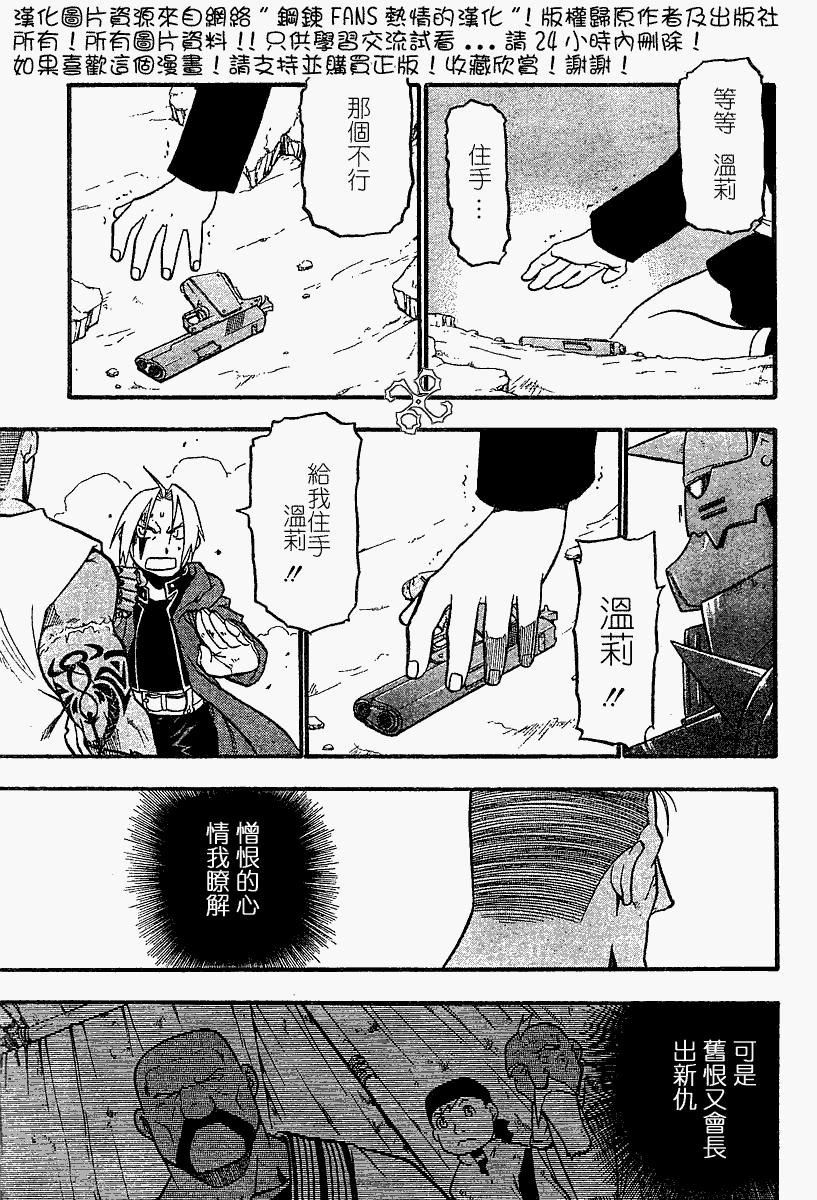 漢化圖片資源來自網絡“鋼鍊FANS熱情的漢化”！版權歸原作者及出版社
所有！所有圖片資料！！只供學習交流試看...請24小時內刪除！
如果喜歡這個漫畫！請支持並購買正版！收藏欣賞！謝謝！
等等 溫莉
住手…
那個不行
溫莉!!
給我住手
溫莉!!
憎恨的心
情我瞭解
可是
舊恨又會長
出新仇